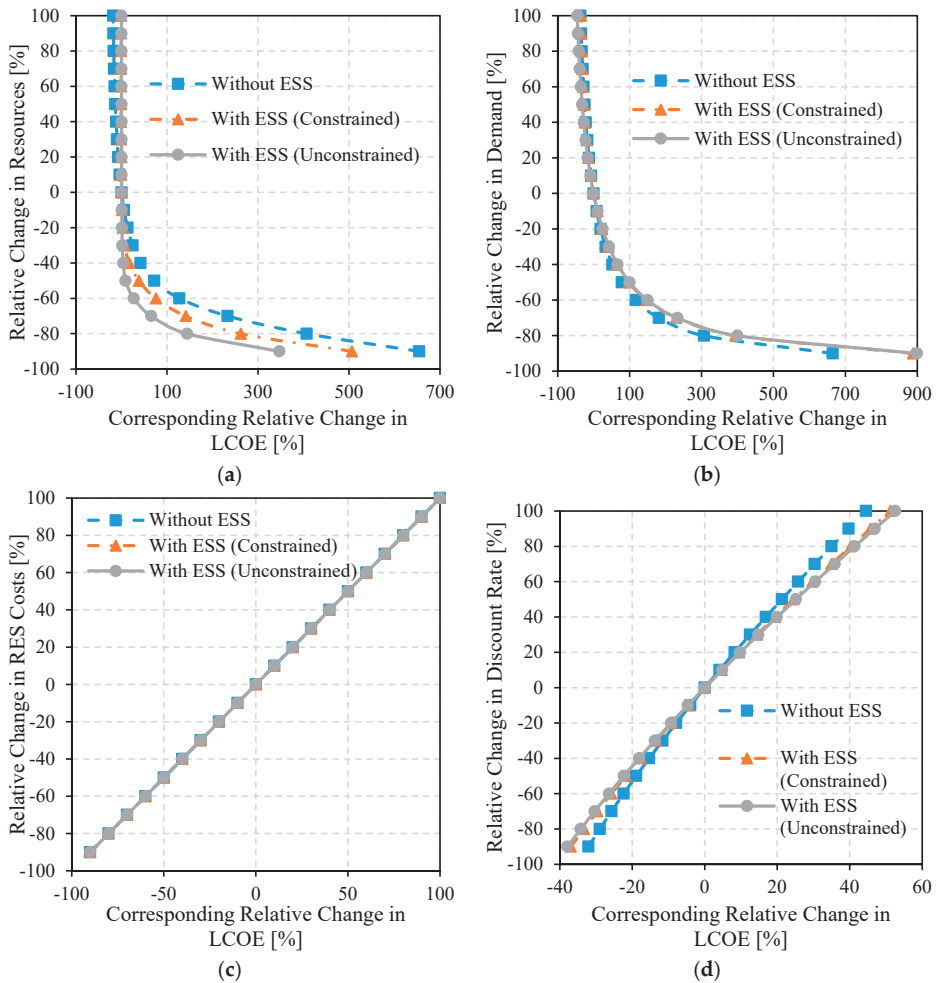 100
80
60
40
20
0
-20
-40
-60
-80
-100
Relative Change in Resources [%]
Without ESS
With ESS (Constrained)
With ESS (Unconstrained)
-100
100
300
500
700
Corresponding Relative Change in
LCOE [%]
(a)
100
80
60
40
20
0
-20
-40
-60
-80
-100
Relative Change in Demand [%]
Without ESS
With ESS (Constrained)
With ESS (Unconstrained)
-100
100
300
500
700
900
Corresponding Relative Change in
LCOE [%]
(b)
100
80
60
40
20
0
-20
-40
-60
-80
-100
Relative Change in RES Costs [%]
Without ESS
With ESS (Constrained)
With ESS (Unconstrained)
-100
-50
0
50
100
Corresponding Relative Change in
LCOE [%]
(c)
100
80
60
40
20
0
-20
-40
-60
-80
-100
Relative Change in Discount Rate [%]
Without ESS
With ESS
(Constrained)
With ESS
(Unconstrained)
-40
-20
0
20
40
60
Corresponding Relative Change in
LCOE [%]
(d)